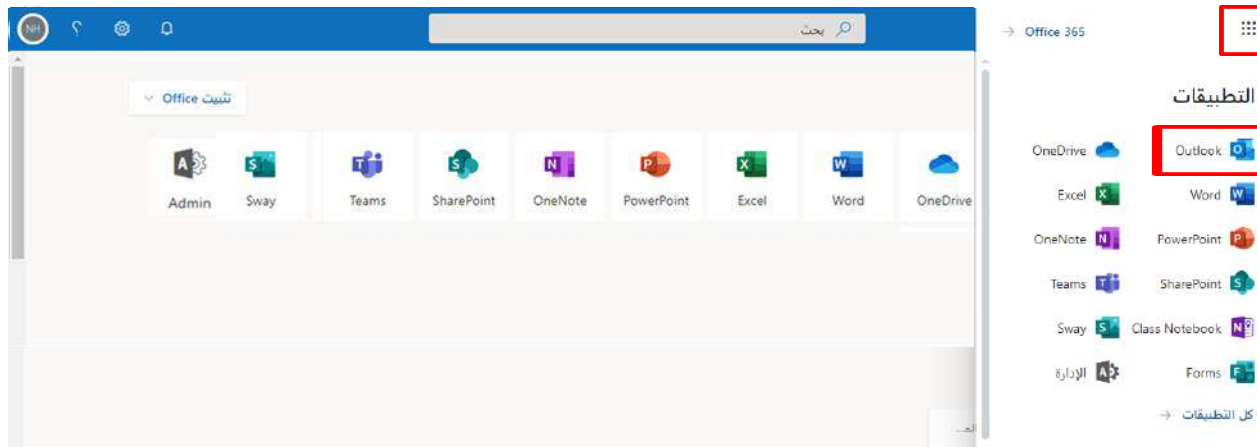 Office 365
بحث
؟
NH
التطبيقات
Outlook
OneDrive
Word
Excel
PowerPoint
OneNote
SharePoint
Teams
Class Notebook
Sway
Forms
الإدارة
كل التطبيقات
تثبيت Office
OneDrive
Word
Excel
PowerPoint
OneNote
SharePoint
Teams
Sway
Admin